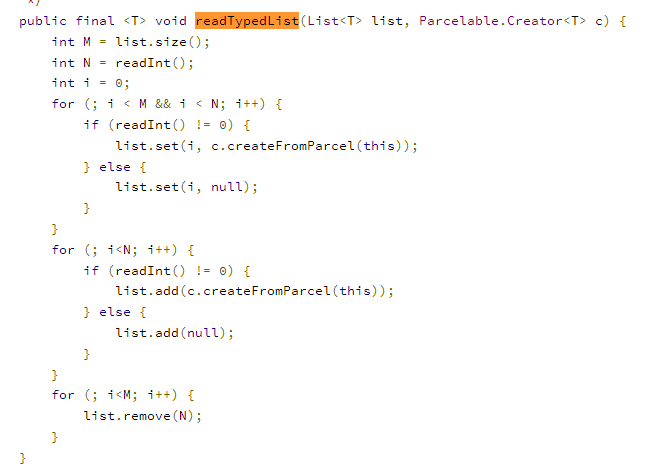 */
public final <T> void readTypedList(List<T> list, Parcelable.Creator<T> c) {
    int M = list.size();
    int N = readInt();
    int i = 0;
    for (; i < M && i < N; i++) {
        if (readInt() != 0) {
            list.set(i, c.createFromParcel(this));
        } else {
            list.set(i, null);
        }
    }
    for (; i<N; i++) {
        if (readInt() != 0) {
            list.add(c.createFromParcel(this));
        } else {
            list.add(null);
        }
    }
    for (; i<M; i++) {
        list.remove(N);
    }
}